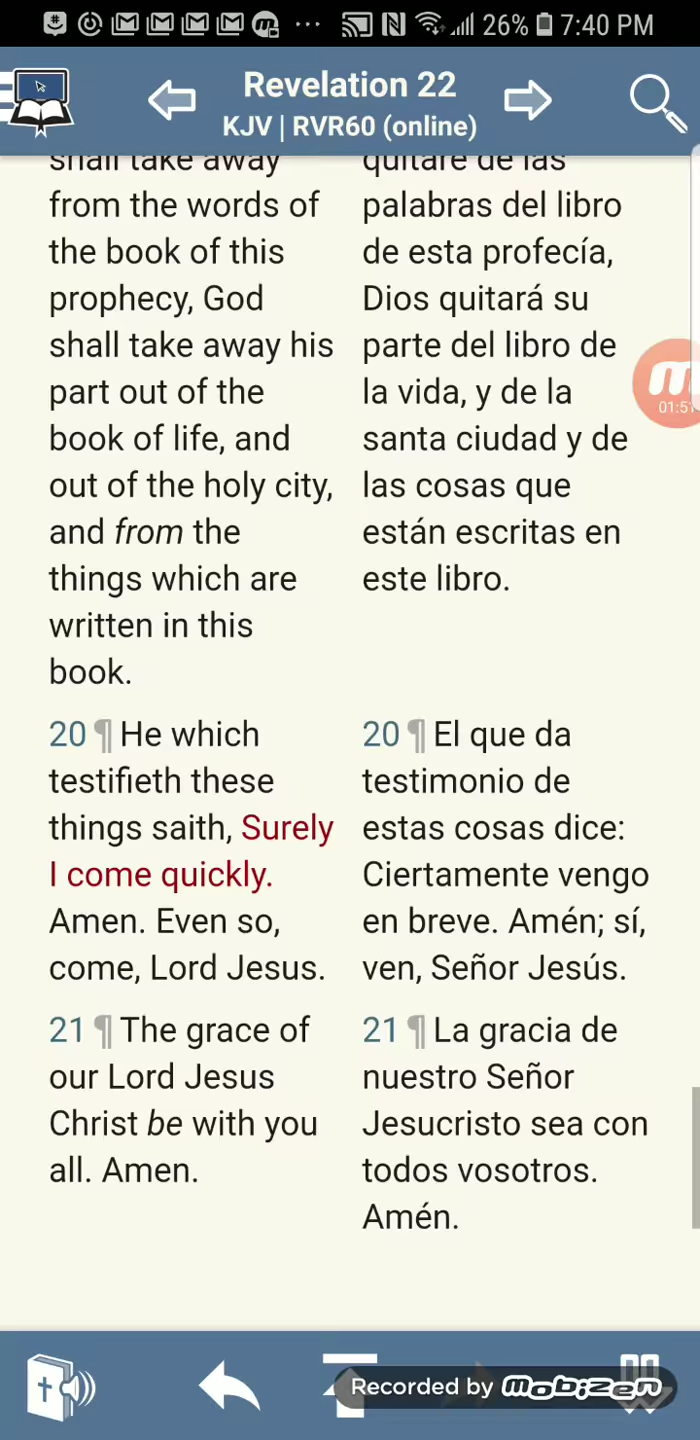 26% 7:40 PM
Revelation 22
KJV | RVR60 (online)
shall take away
from the words of
the book of this
prophecy, God
shall take away his
part out of the
book of life, and
out of the holy city,
and from the
things which are
written in this
book.
quitare de las
palabras del libro
de esta profecía,
Dios quitará su
parte del libro de
la vida, y de la
santa ciudad y de
las cosas que
están escritas en
este libro.
01:51
20 ¶ He which
testifieth these
things saith, Surely
I come quickly.
Amen. Even so,
come, Lord Jesus.
20 ¶ El que da
testimonio de
estas cosas dice:
Ciertamente vengo
en breve. Amén; sí,
ven, Señor Jesús.
21 ¶ The grace of
our Lord Jesus
Christ be with you
all. Amen.
21 ¶ La gracia de
nuestro Señor
Jesucristo sea con
todos vosotros.
Amén.
Recorded by mobizen